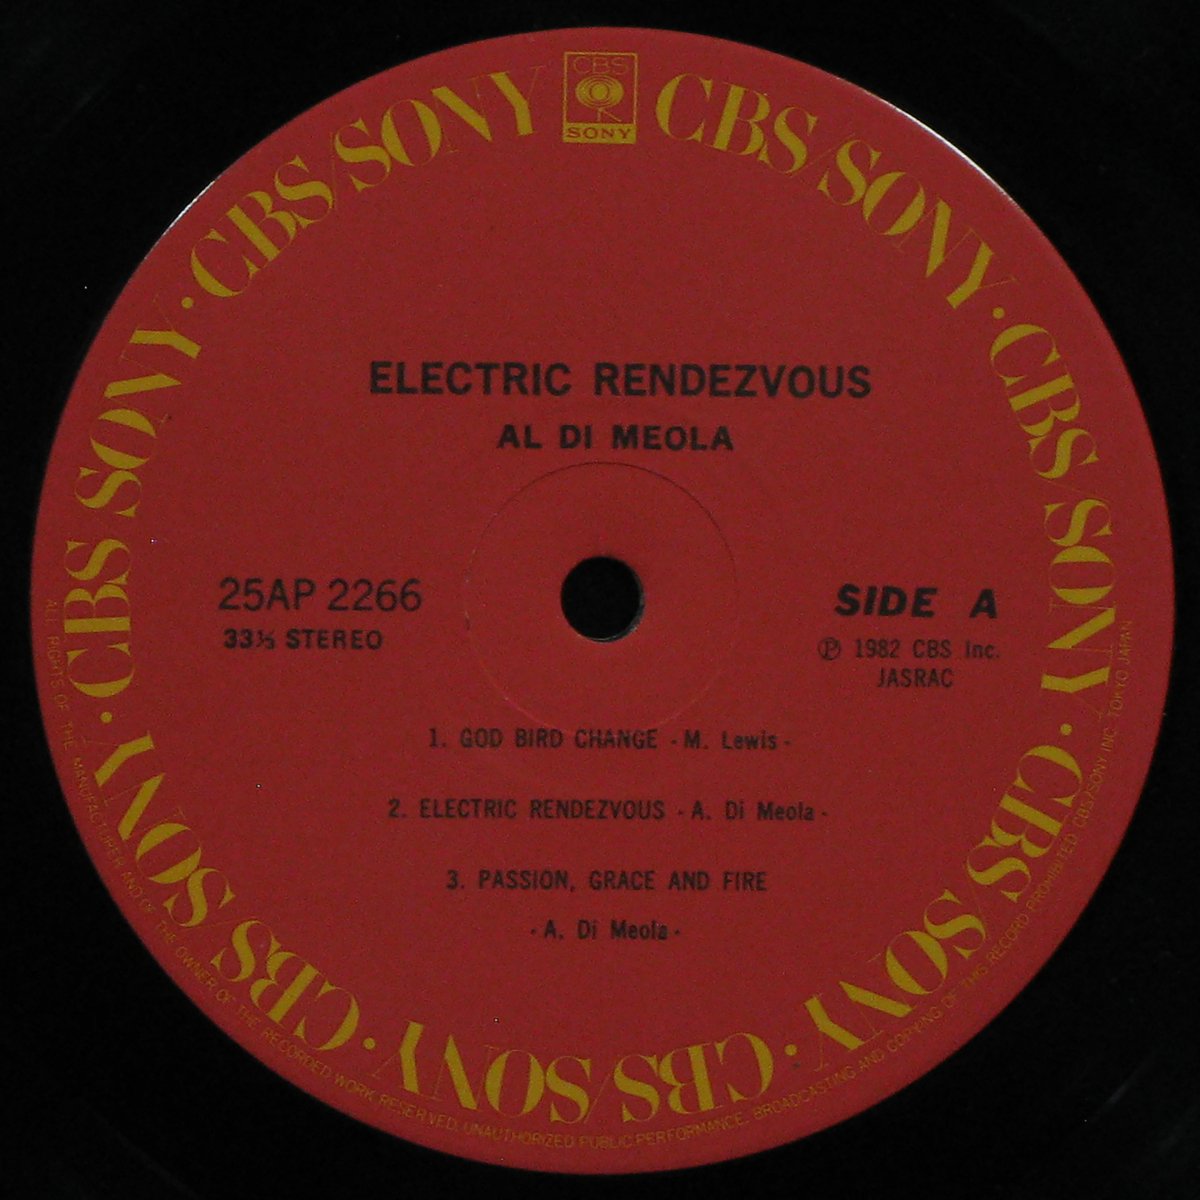 CBS
SONY
CBS/SONY · CBS/SONY · CBS/SONY · CBS/SONY · CBS/SONY · CBS SONY · CBS/SONY
ELECTRIC RENDEZVOUS
AL DI MEOLA
25AP 2266
33⅓ STEREO
SIDE A
Ⓟ 1982 CBS Inc.
JASRAC
1. GOD BIRD CHANGE - M. Lewis -
2. ELECTRIC RENDEZVOUS - A. Di Meola -
3. PASSION, GRACE AND FIRE
- A. Di Meola -
ALL RIGHTS OF THE MANUFACTURER AND OF THE OWNER OF THE RECORDED WORK RESERVED. UNAUTHORIZED PUBLIC PERFORMANCE, BROADCASTING AND COPYING OF THIS RECORD PROHIBITED CBS/SONY INC. TOKYO JAPAN